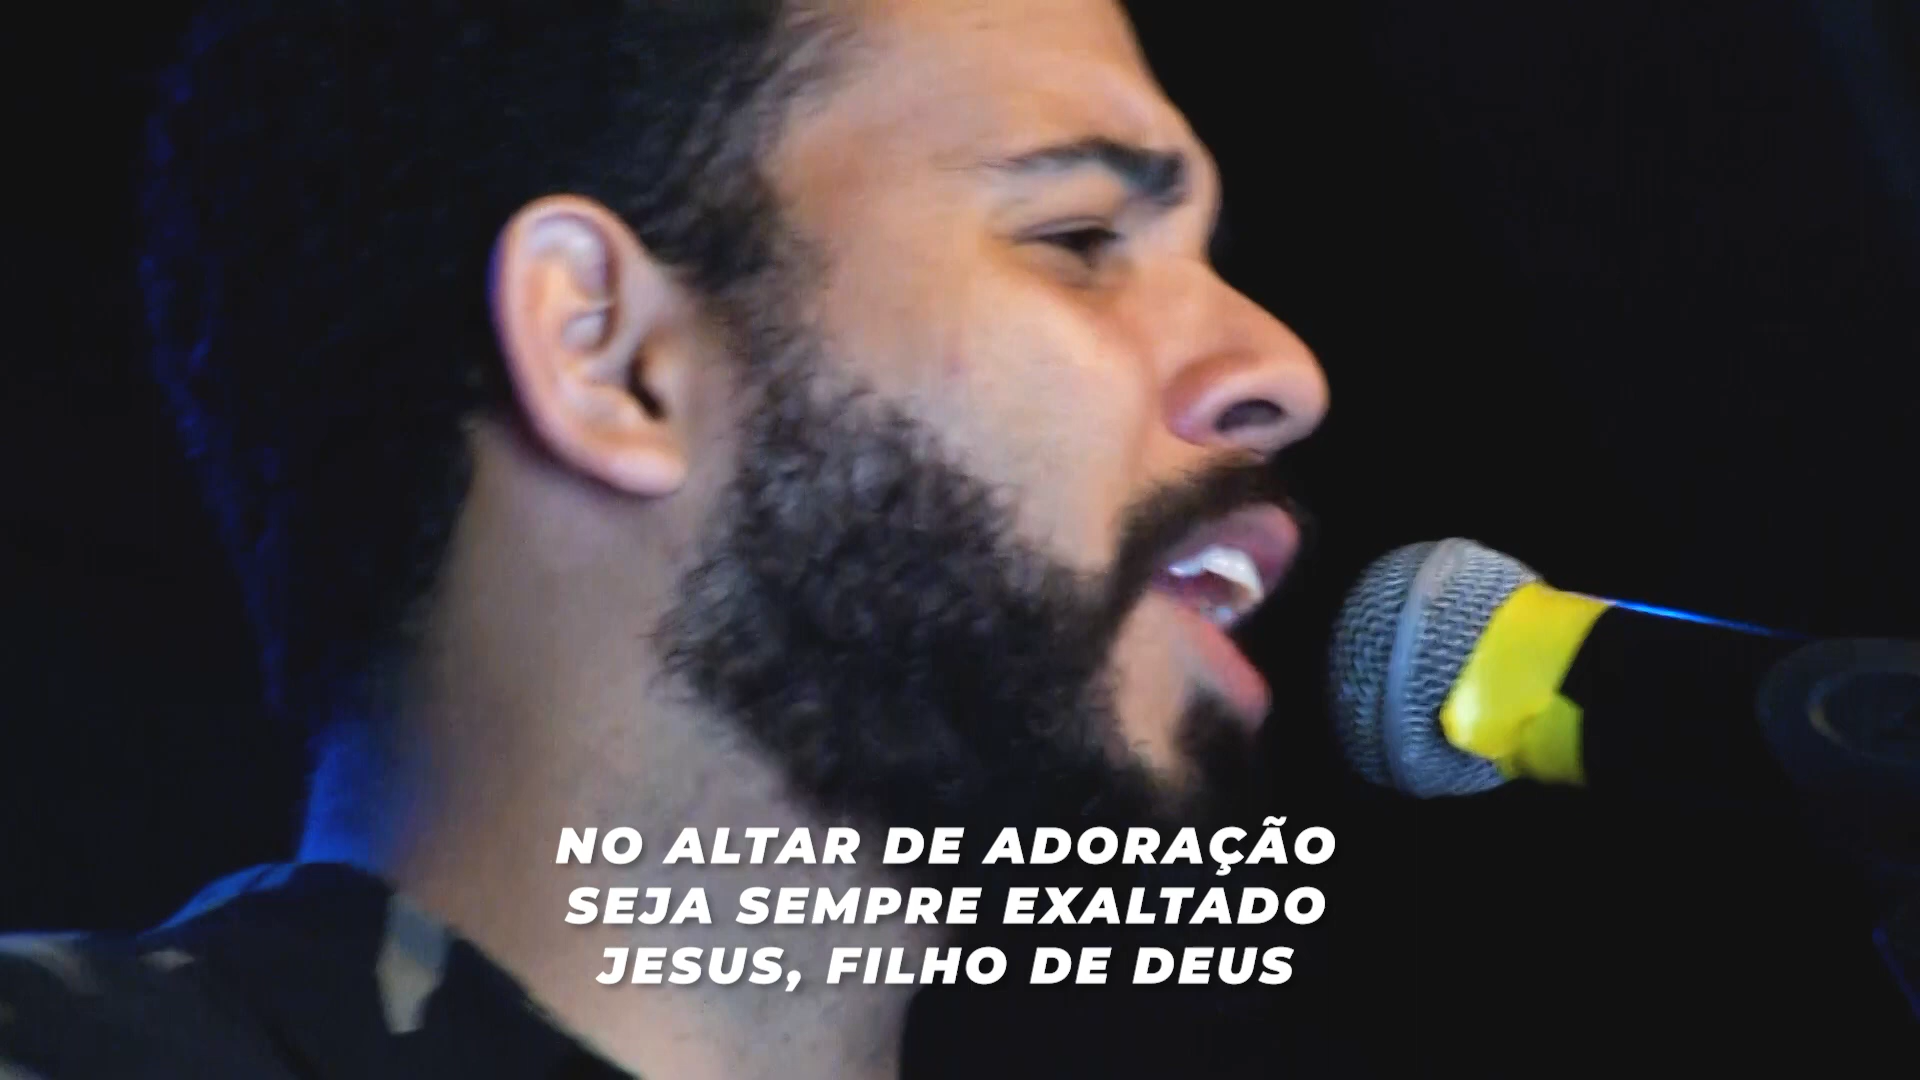 NO ALTAR DE ADORAÇÃO
SEJA SEMPRE EXALTADO
JESUS, FILHO DE DEUS